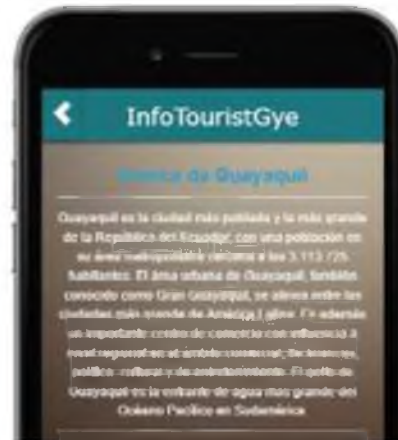 InfoTouristGye
Acerca de Guayaquil
Guayaquil es la ciudad más poblada y la más grande
de la República del Ecuador, con una población en
su área metropolitana cercana a los 3.113.725
habitantes. El área urbana de Guayaquil, también
conocido como Gran Guayaquil, se alinea entre las
ciudades más grande de América Latina. Es además
un importante centro de comercio con influencia a
nivel regional en el ámbito comercial, de finanzas,
político, cultural y de entretenimiento. El golfo de
Guayaquil es la entrante de agua más grande del
Océano Pacífico en Sudamérica